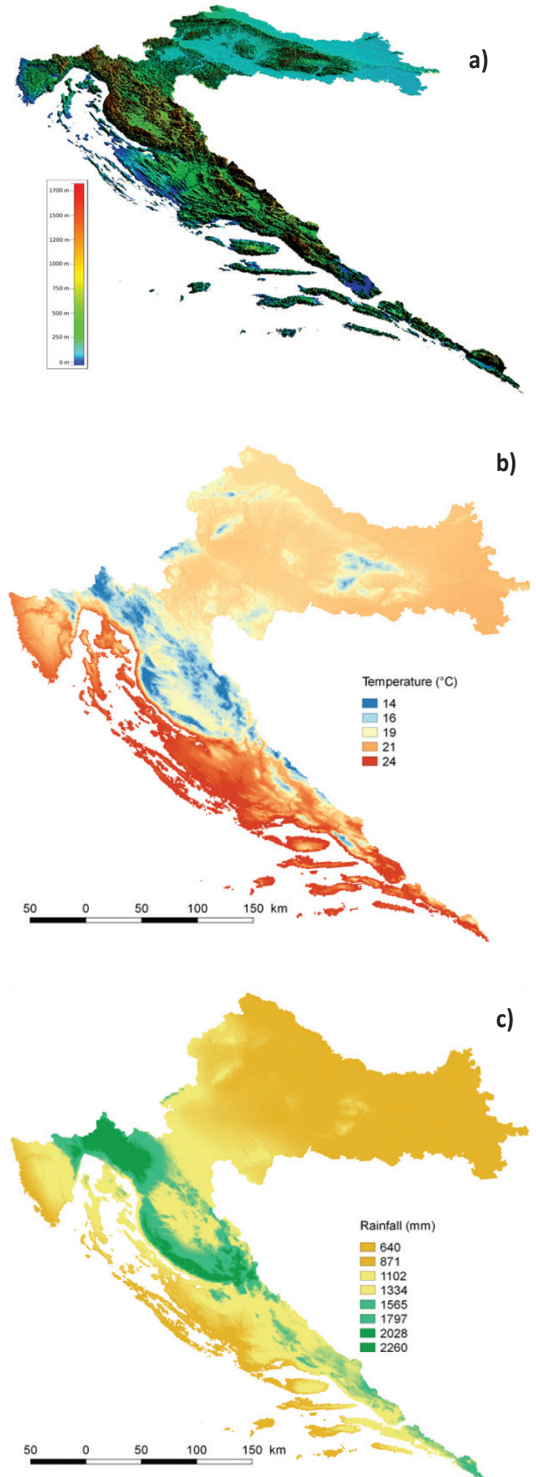 a)
1700 m
1500 m
1250 m
1000 m
750 m
500 m
250 m
0 m
b)
Temperature (°C)
14
16
19
21
24
50 0 50 100 150 km
c)
Rainfall (mm)
640
871
1102
1334
1565
1797
2028
2260
50 0 50 100 150 km